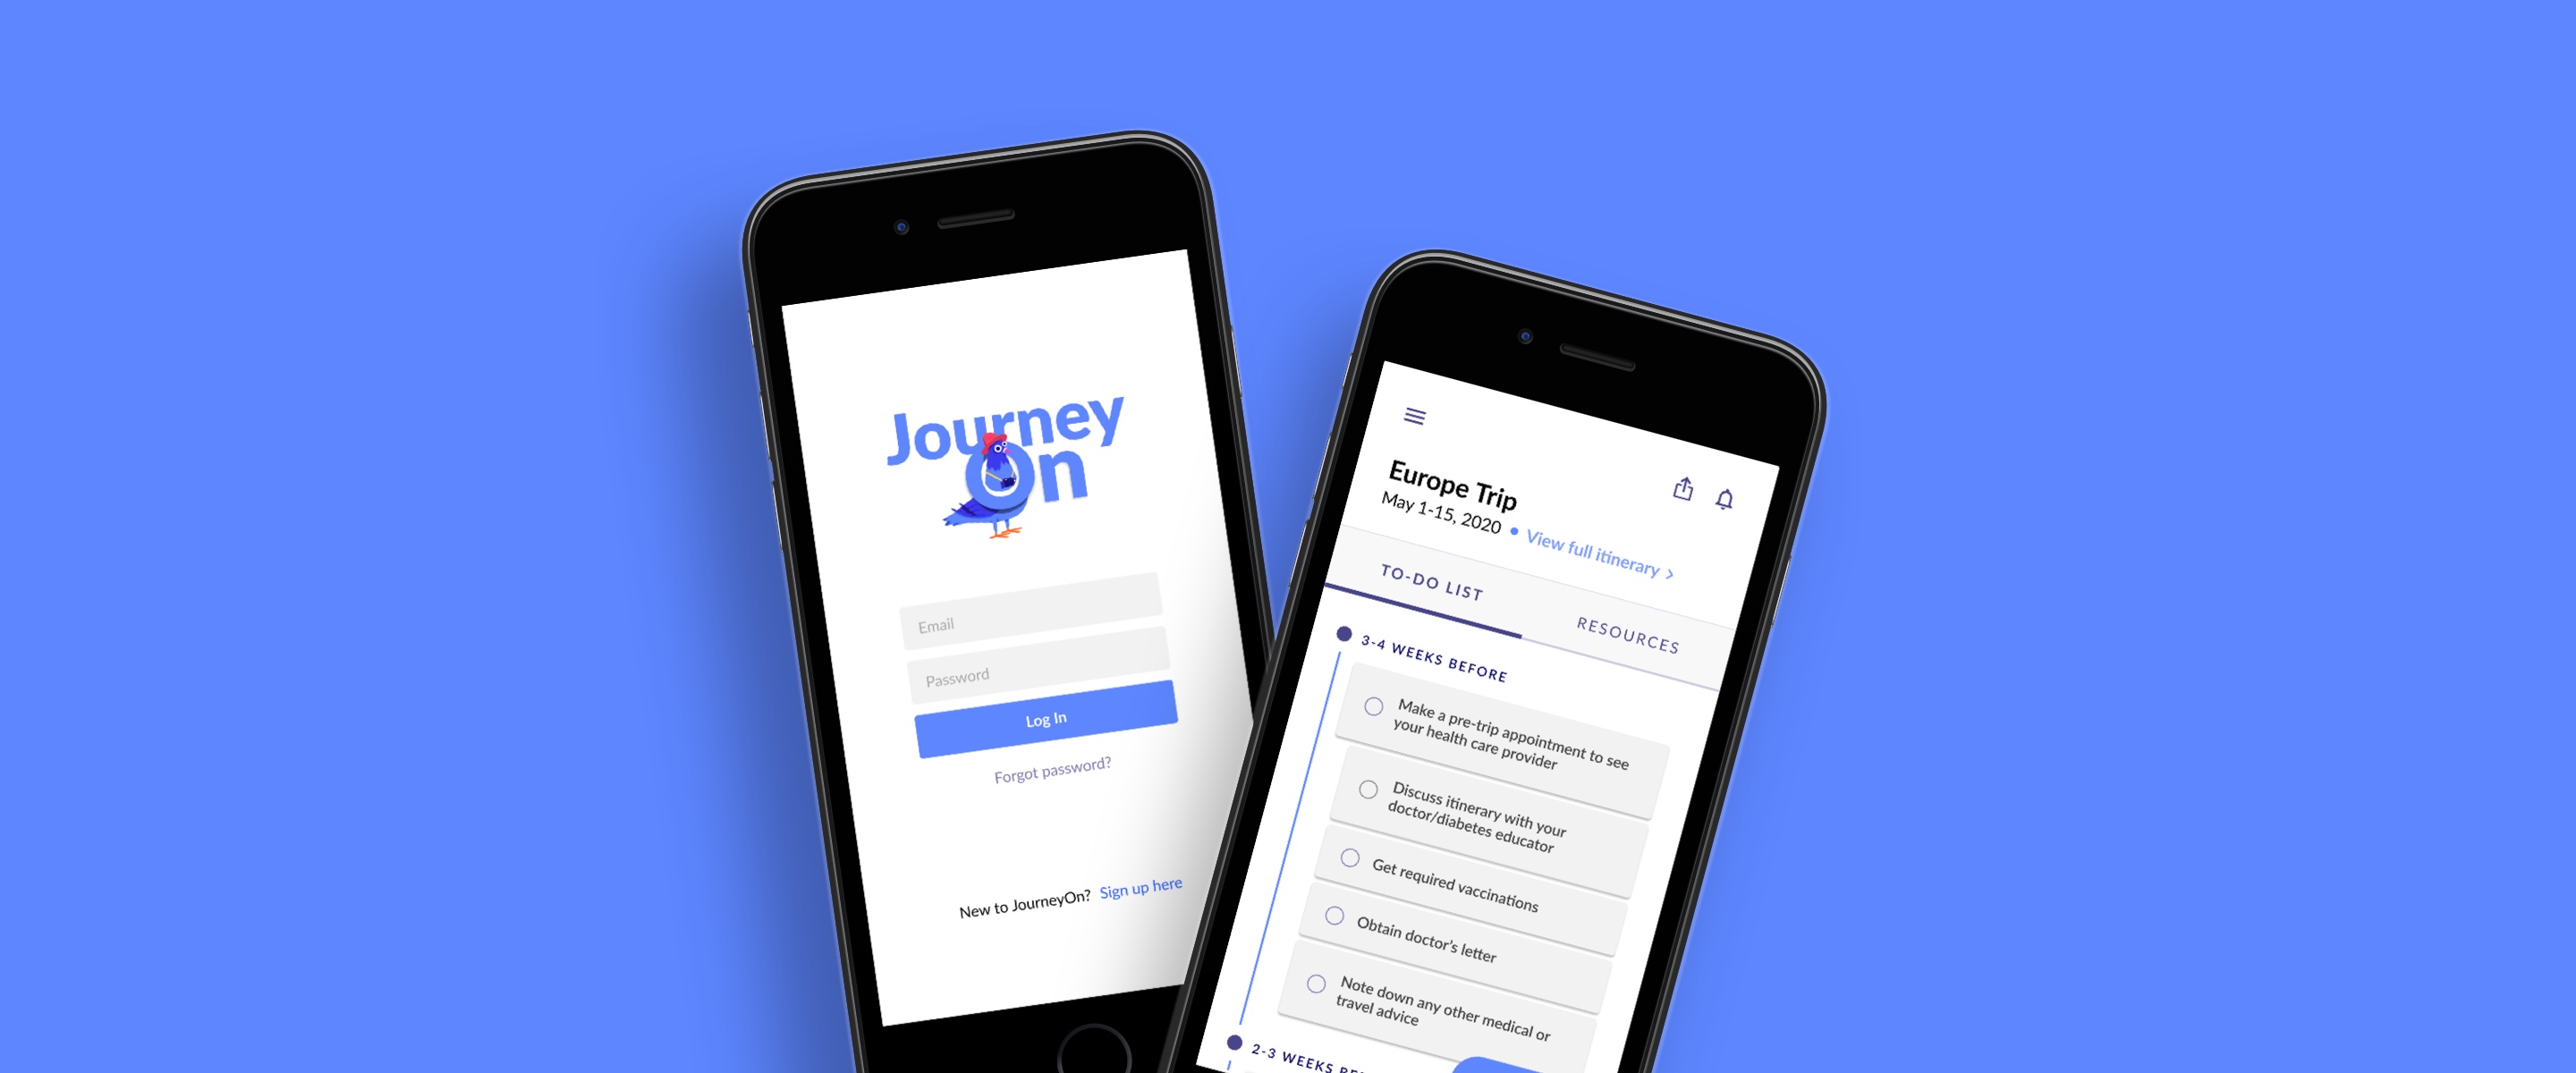 Journey
On
Email
Password
Log In
Forgot password?
New to JourneyOn? Sign up here
Europe Trip
May 1-15, 2020 • View full itinerary >
TO-DO LIST
RESOURCES
3-4 WEEKS BEFORE
Make a pre-trip appointment to see
your health care provider
Discuss itinerary with your
doctor/diabetes educator
Get required vaccinations
Obtain doctor's letter
Note down any other medical or
travel advice
2-3 WEEKS